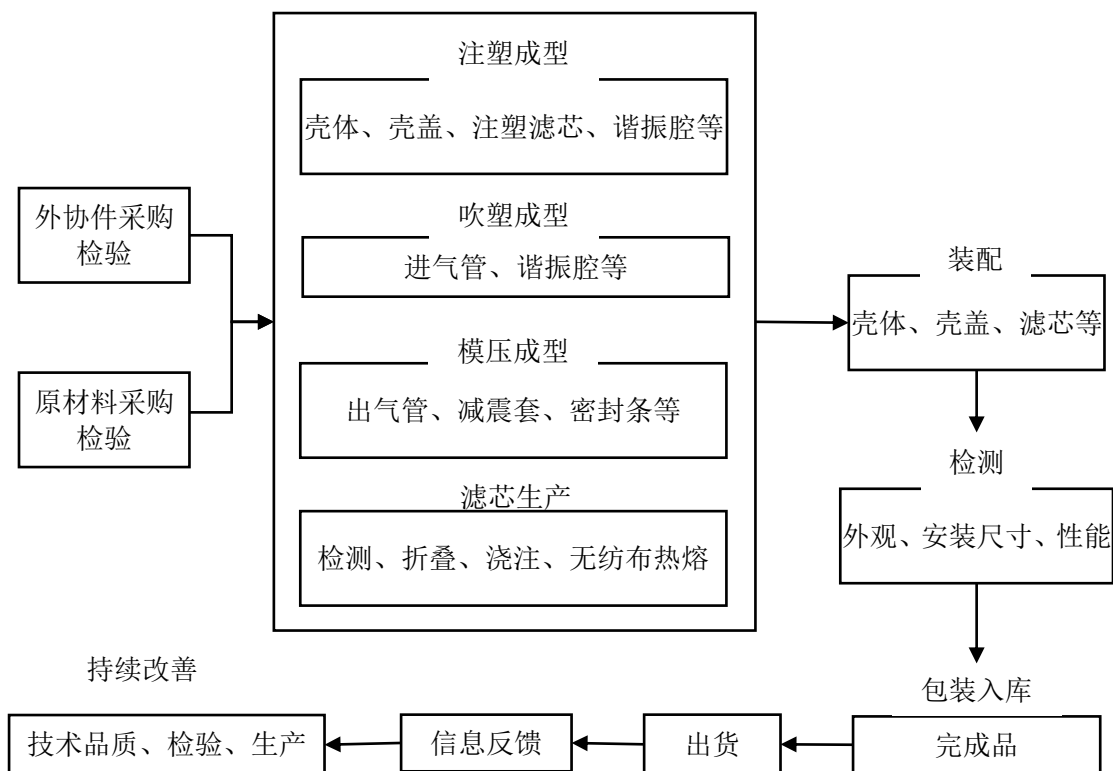 注塑成型
壳体、壳盖、注塑滤芯、谐振腔等
外协件采购
检验
原材料采购
检验
吹塑成型
进气管、谐振腔等
模压成型
出气管、减震套、密封条等
滤芯生产
检测、折叠、浇注、无纺布热熔
装配
壳体、壳盖、滤芯等
检测
外观、安装尺寸、性能
包装入库
完成品
出货
信息反馈
持续改善
技术品质、检验、生产